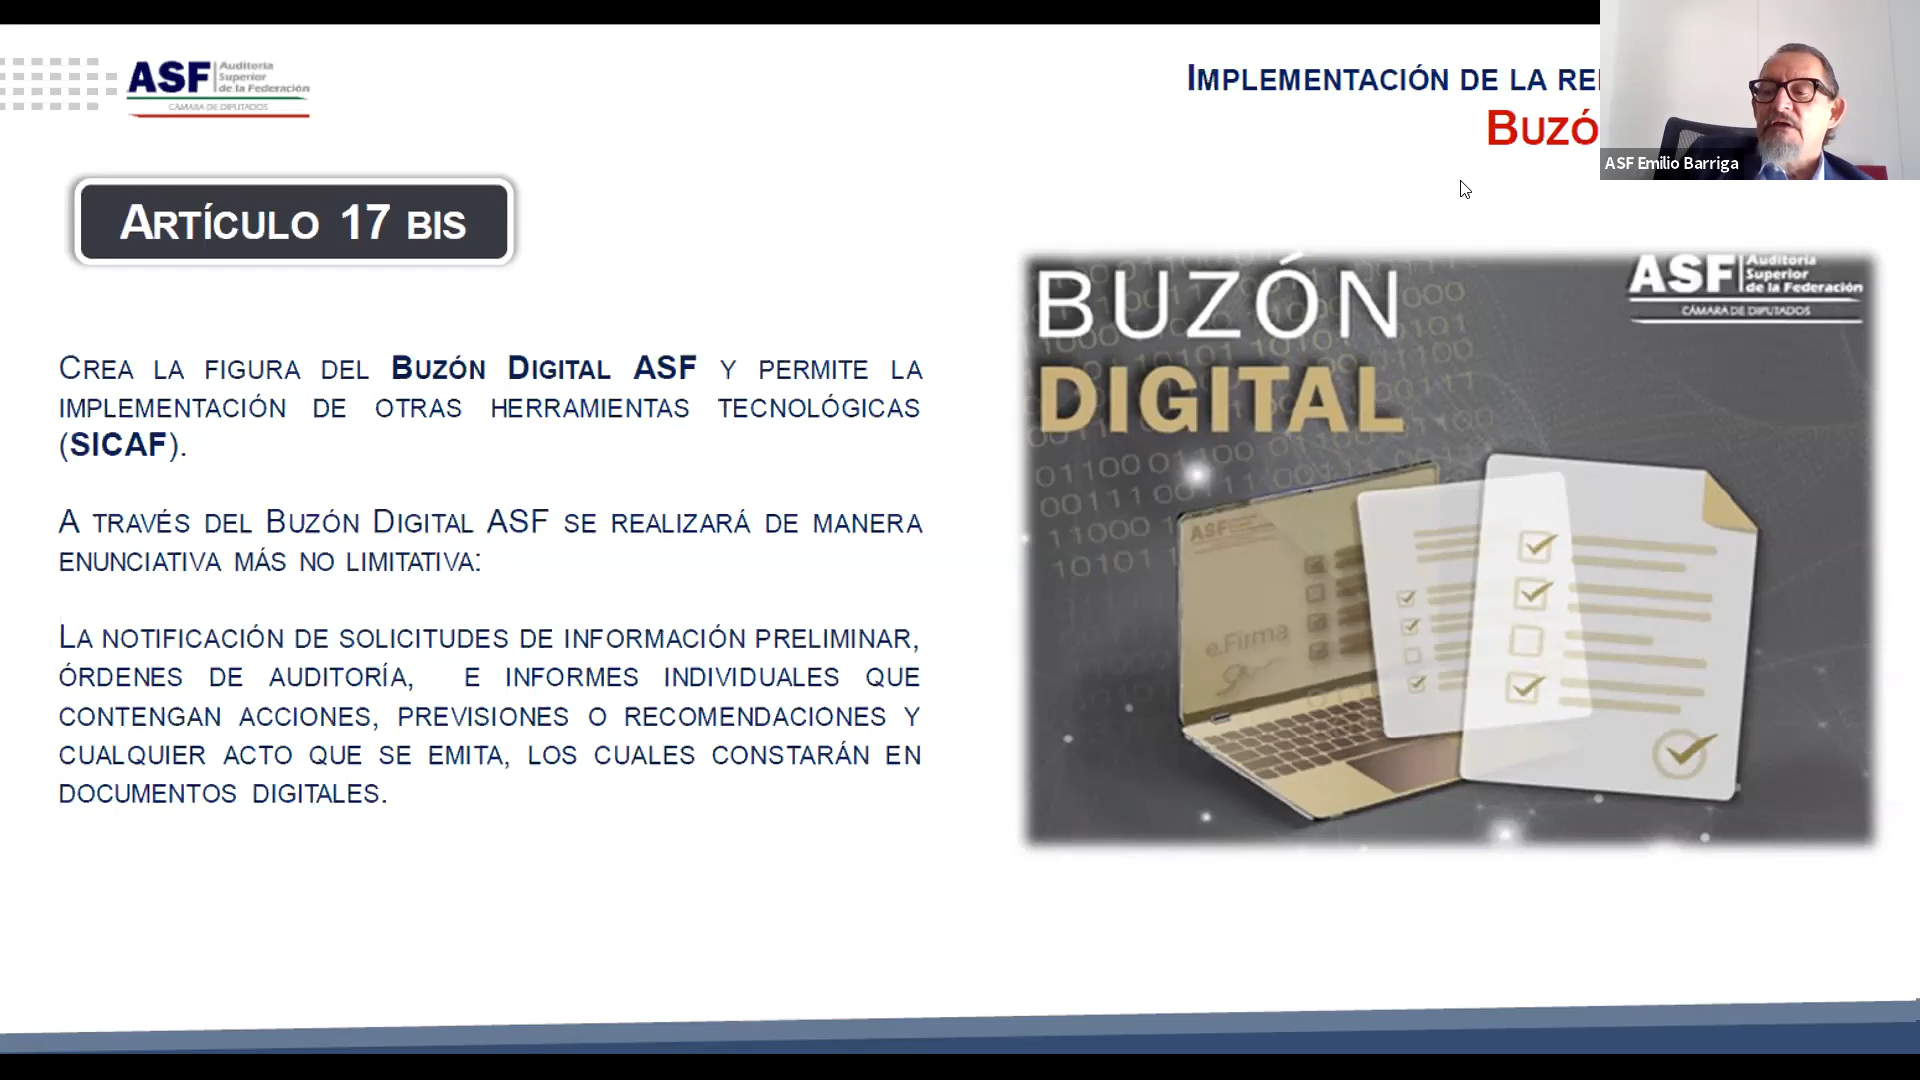 ASF Auditoría
Superior
de la Federación
CÁMARA DE DIPUTADOS
IMPLEMENTACIÓN DE LA
ASF Emilio Barriga
ARTÍCULO 17 BIS
CREA LA FIGURA DEL BUZÓN DIGITAL ASF Y PERMITE LA
IMPLEMENTACIÓN DE OTRAS HERRAMIENTAS TECNOLÓGICAS
(SICAF).
A TRAVÉS DEL BUZÓN DIGITAL ASF SE REALIZARÁ DE MANERA
ENUNCIATIVA MÁS NO LIMITATIVA:
LA NOTIFICACIÓN DE SOLICITUDES DE INFORMACIÓN PRELIMINAR,
ÓRDENES DE AUDITORÍA, E INFORMES INDIVIDUALES QUE
CONTENGAN ACCIONES, PREVISIONES O RECOMENDACIONES Y
CUALQUIER ACTO QUE SE EMITA, LOS CUALES CONSTARÁN EN
DOCUMENTOS DIGITALES.
BUZÓN
DIGITAL
ASF Auditoría
Superior
de la Federación
CÁMARA DE DIPUTADOS
ASF
e.Firma